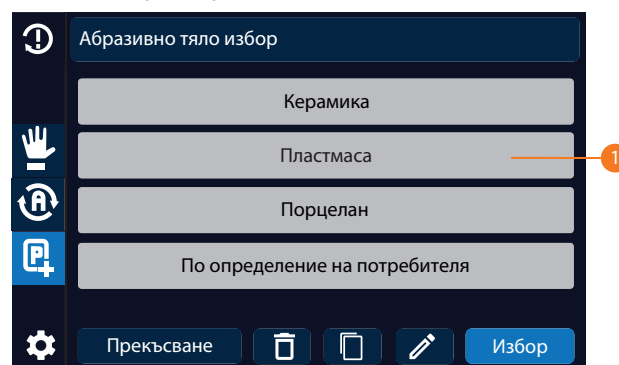 Абразивно тяло избор
Керамика
Пластмаса
1
Порцелан
По определение на потребителя
Прекъсване
Избор